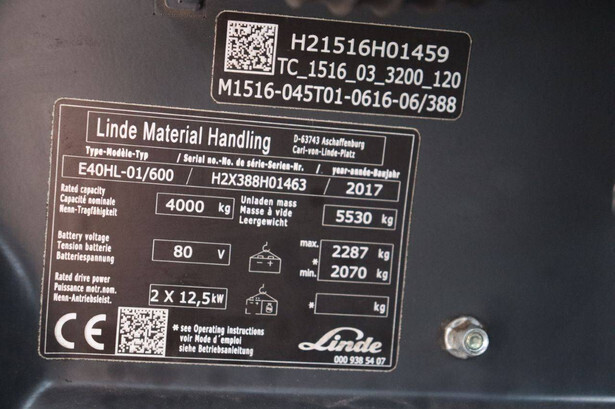 H21516H01459
TC_1516_03_3200_120
M1516-045T01-0616-06/388
Linde Material Handling
D-63743 Aschaffenburg
Carl-von-Linde-Platz
Type-Modèle-Typ / Serial no.-No. de série-Serien-Nr. / year-année-Baujahr
E40HL-01/600 / H2X388H01463 / 2017
Rated capacity
Capacité nominale
Nenn-Tragfähigkeit
4000 kg
Unladen mass
Masse à vide
Leergewicht
5530 kg
Battery voltage
Tension batterie
Batteriespannung
80 V
max. 2287 kg
*
min. 2070 kg
Rated drive power
Puissance motr.nom.
Nenn-Antriebsleist.
2 X 12,5 kW
* kg
CE
* see Operating instructions
voir Mode d'emploi
siehe Betriebsanleitung
Linde
000 938 54 07